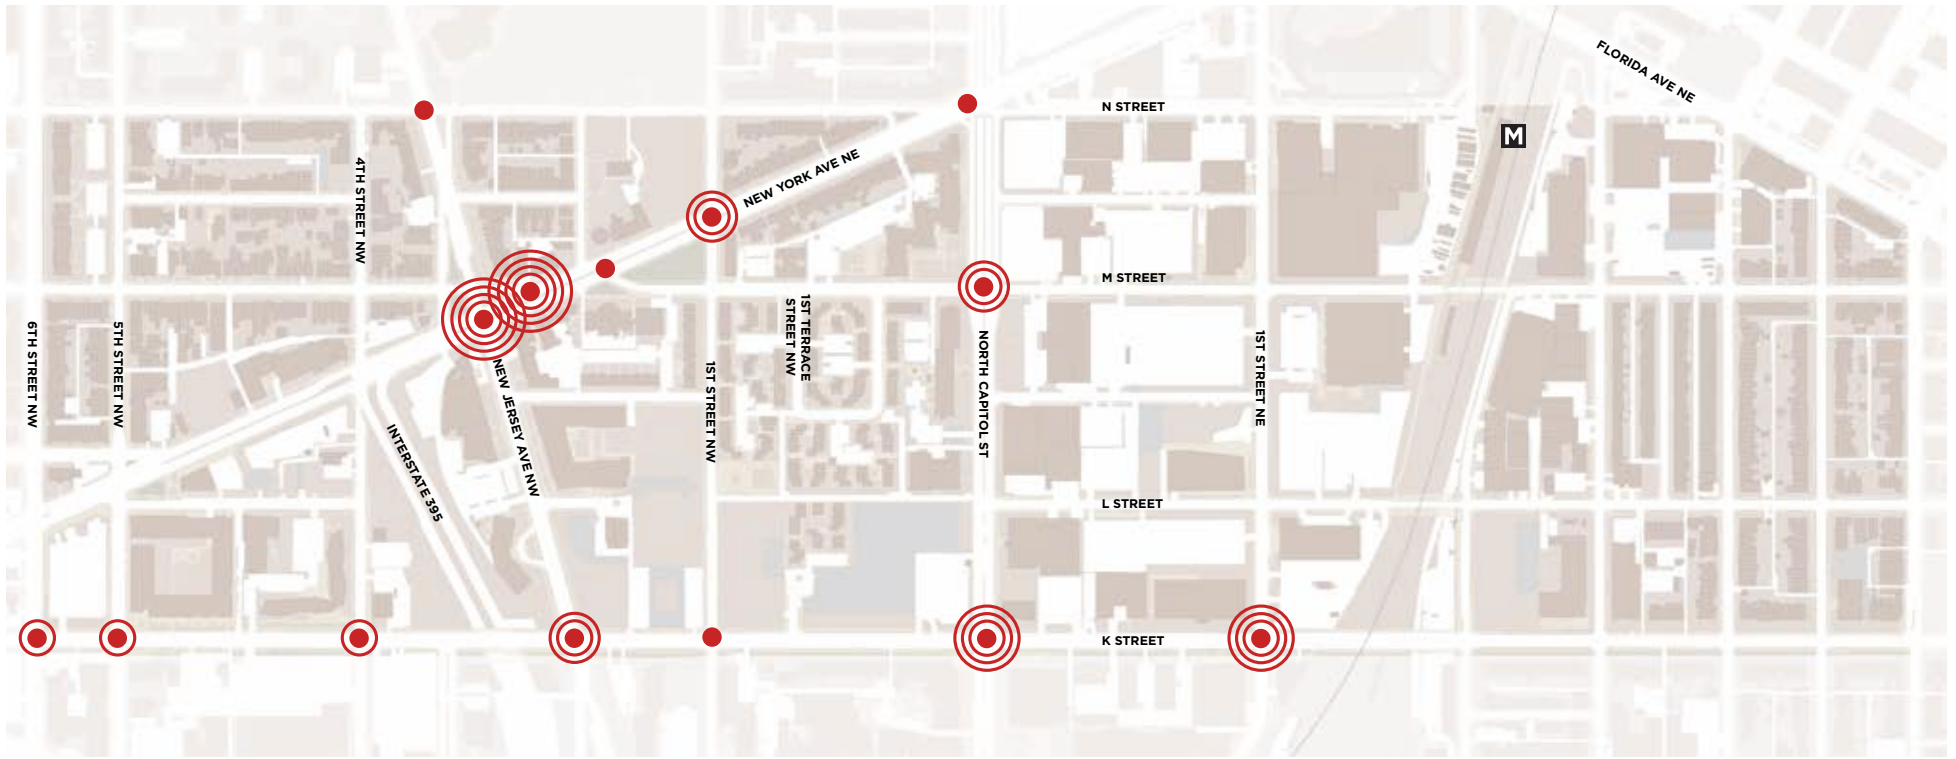 FLORIDA AVE NE
N STREET
M
NEW YORK AVE NE
4TH STREET NW
M STREET
6TH STREET NW
5TH STREET NW
NEW JERSEY AVE NW
INTERSTATE 395
1ST STREET NW
1ST TERRACE
STREET NW
NORTH CAPITOL ST
1ST STREET NE
L STREET
K STREET